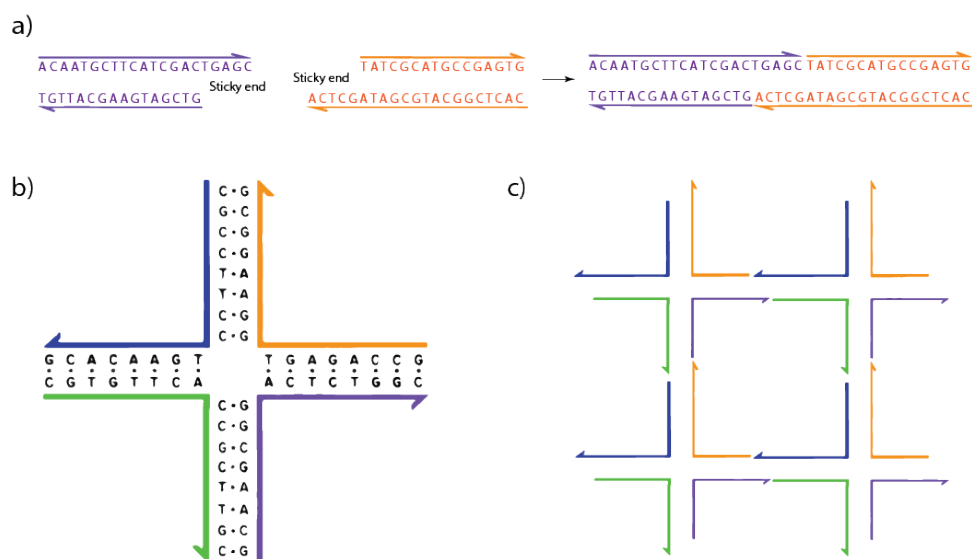 a)
ACAATGCTTCATCGACTGAGC
Sticky end
TGTTACGAAGTAGCTG
TATCGCATGCCGAGTG
Sticky end
ACTCGATAGCGTACGGCTCAC
ACAATGCTTCATCGACTGAGC TATCGCATGCCGAGTG
TGTTACGAAGTAGCTG ACTCGATAGCGTACGGCTCAC
b)
C·G
G·C
C·G
C·G
T·A
T·A
C·G
C·G
G C A C A A G T T G A G A C C G
· · · · · · · · · · · · · · · ·
C G T G T T C A A C T C T G G C
C·G
C·G
G·C
C·G
T·A
T·A
G·C
C·G
c)